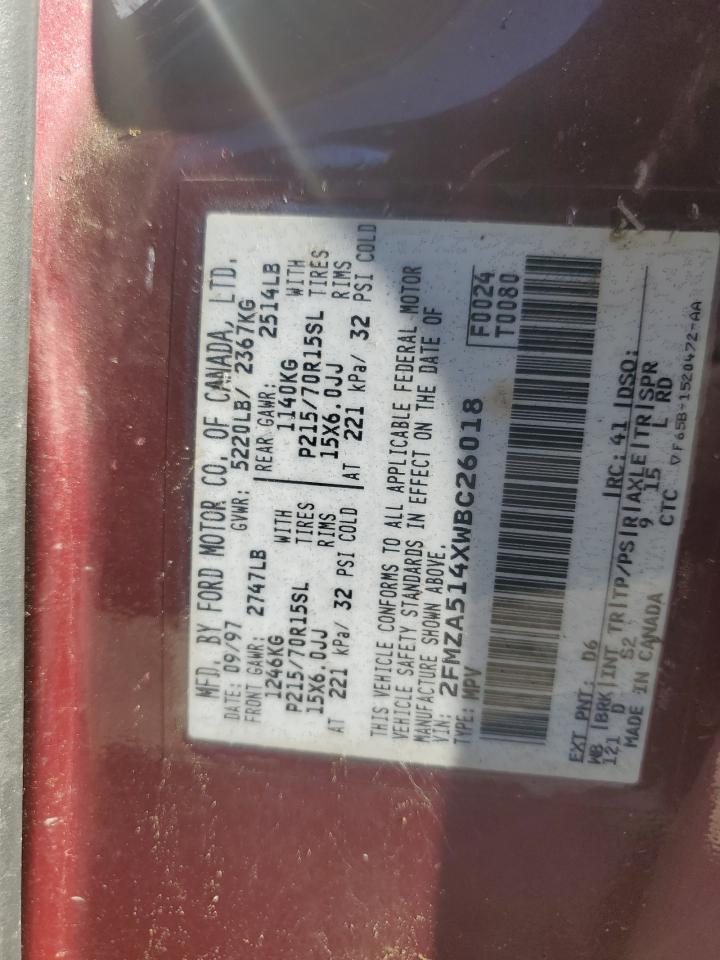 MFD. BY FORD MOTOR CO. OF CANADA, LTD.
DATE: 09/97 GVWR: 5220LB/ 2367KG
FRONT GAWR: 2747LB REAR GAWR: 2514LB
1246KG WITH 1140KG WITH
P215/70R15SL TIRES P215/70R15SL TIRES
15X6.0JJ RIMS 15X6.0JJ RIMS
AT 221 kPa/ 32 PSI COLD AT 221 kPa/ 32 PSI COLD
THIS VEHICLE CONFORMS TO ALL APPLICABLE FEDERAL MOTOR
VEHICLE SAFETY STANDARDS IN EFFECT ON THE DATE OF
MANUFACTURE SHOWN ABOVE.
VIN: 2FMZA514XWBC26018
TYPE: MPV
F0024
T0080
EXT PNT: D6 RC: 41 DSO:
WB BRK INT TR TP/PS R AXLE TR SPR
121 D S2 9 15 L RD
MADE IN CANADA CTC ▽F65B-1520472-AA